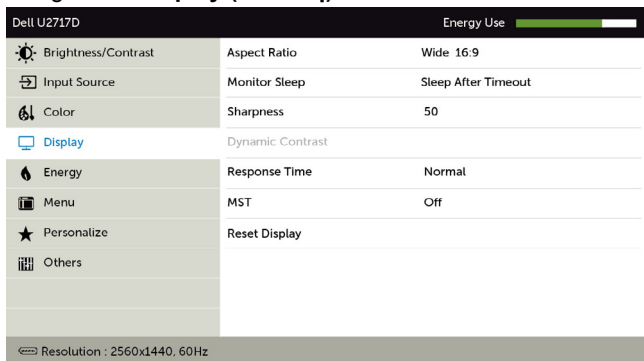 Dell U2717D
Energy Use
Brightness/Contrast
Aspect Ratio
Wide 16:9
Input Source
Monitor Sleep
Sleep After Timeout
Color
Sharpness
50
Display
Dynamic Contrast
Energy
Response Time
Normal
Menu
MST
Off
Personalize
Reset Display
Others
Resolution : 2560x1440, 60Hz